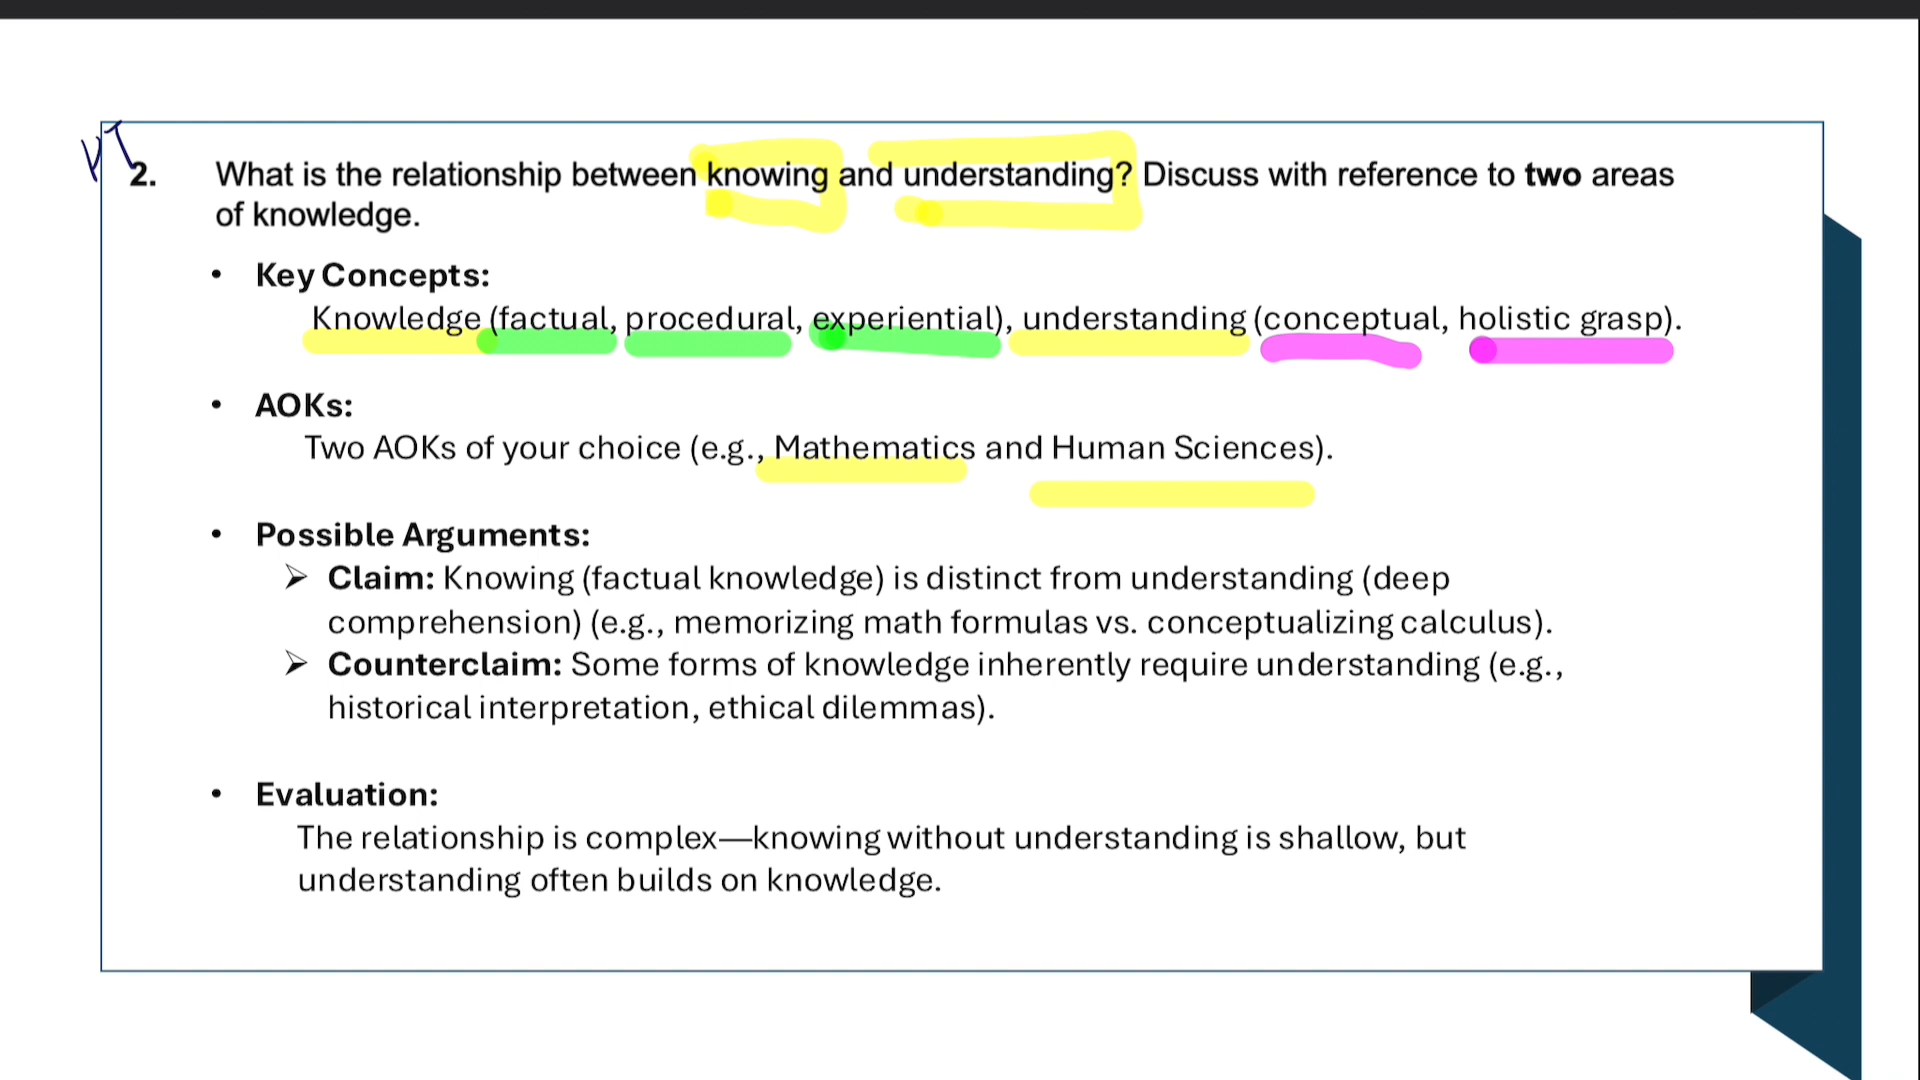 2. What is the relationship between knowing and understanding? Discuss with reference to two areas
of knowledge.
• Key Concepts:
Knowledge (factual, procedural, experiential), understanding (conceptual, holistic grasp).
• AOKs:
Two AOKs of your choice (e.g., Mathematics and Human Sciences).
• Possible Arguments:
➢ Claim: Knowing (factual knowledge) is distinct from understanding (deep
comprehension) (e.g., memorizing math formulas vs. conceptualizing calculus).
➢ Counterclaim: Some forms of knowledge inherently require understanding (e.g.,
historical interpretation, ethical dilemmas).
• Evaluation:
The relationship is complex—knowing without understanding is shallow, but
understanding often builds on knowledge.